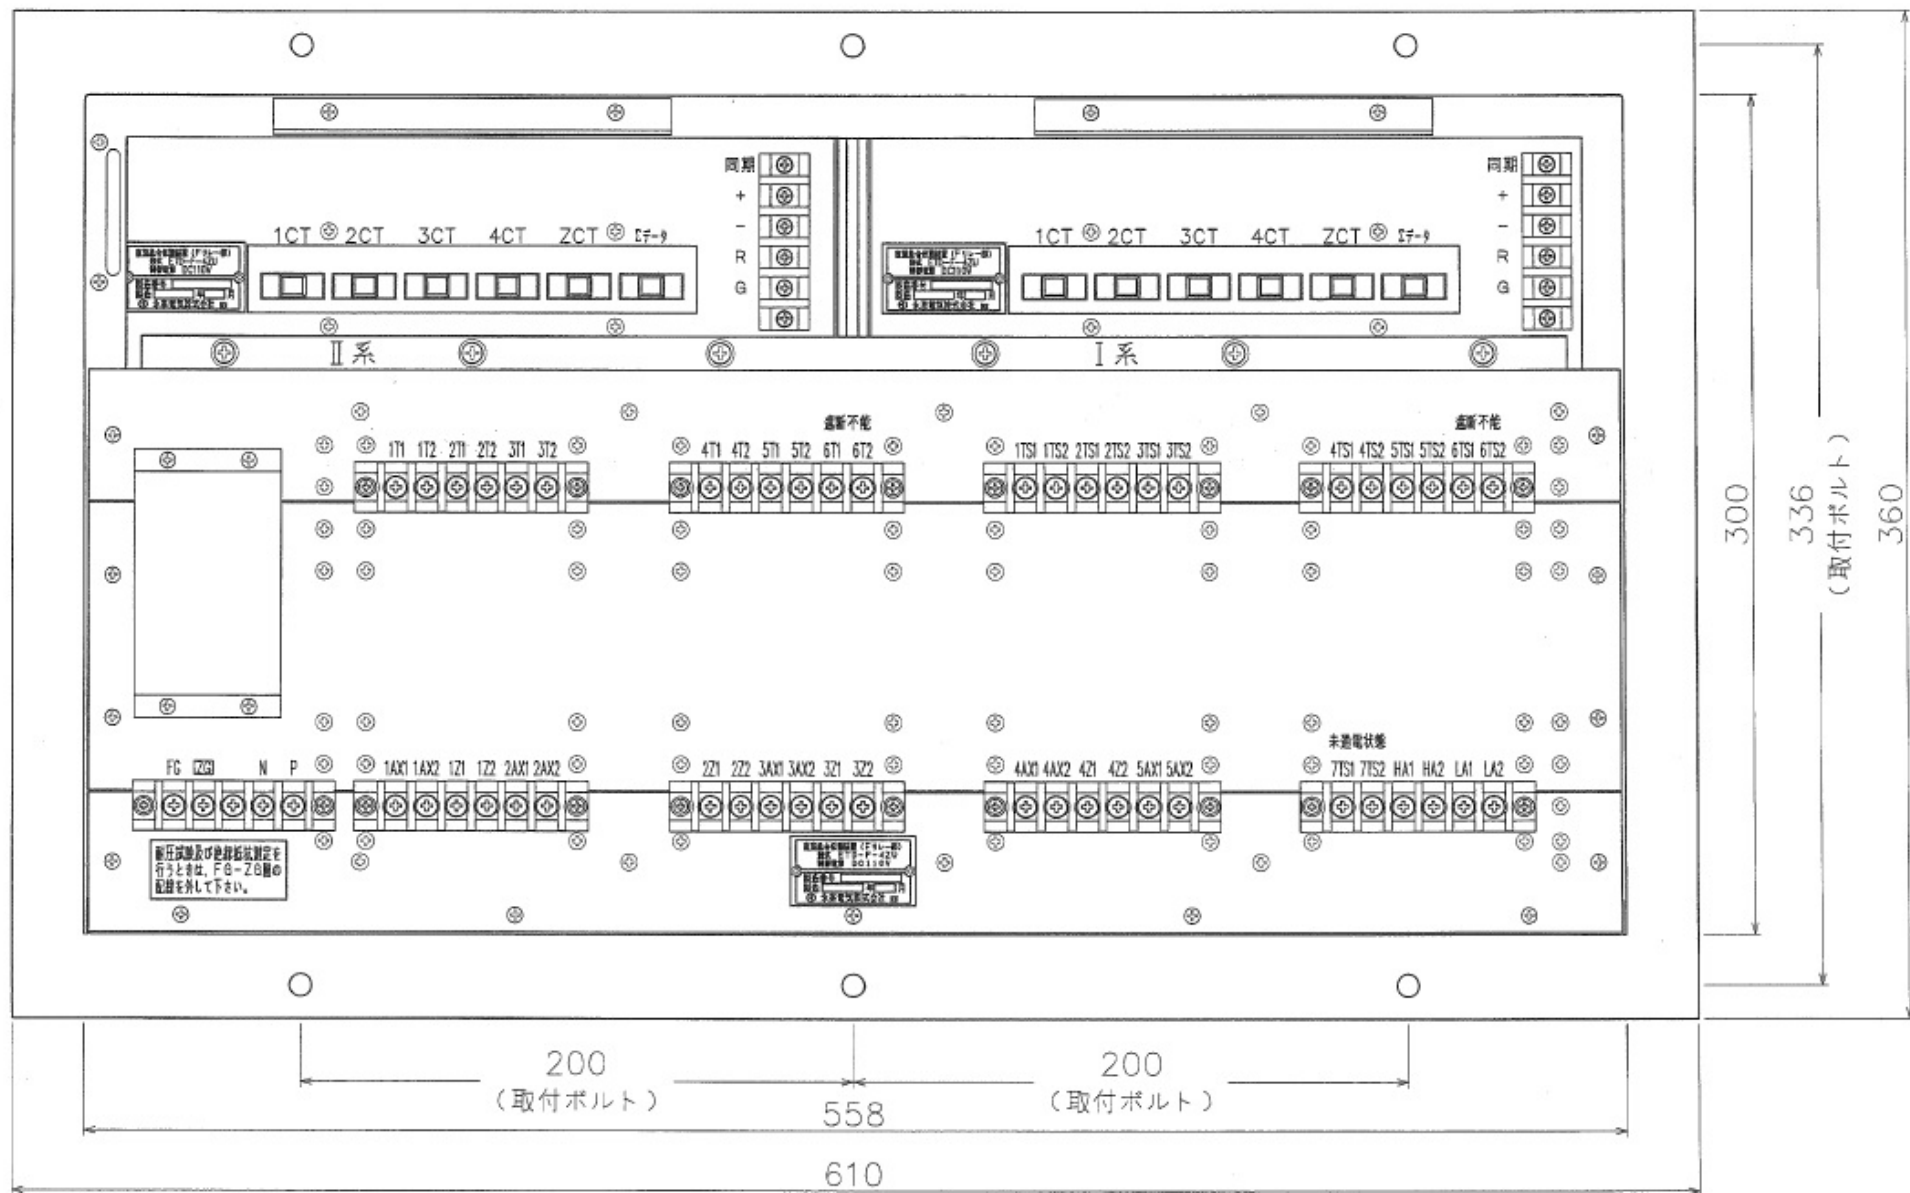 同期
+
-
R
G
1CT 2CT 3CT 4CT ZCT Σデータ
ETD-F-4ZU
DC110V
同期
+
-
R
G
1CT 2CT 3CT 4CT ZCT Σデータ
DC110V
Ⅱ系
Ⅰ系
遮断不能
遮断不能
1T1 1T2 2T1 2T2 3T1 3T2
4T1 4T2 5T1 5T2 6T1 6T2
1TS1 1TS2 2TS1 2TS2 3TS1 3TS2
4TS1 4TS2 5TS1 5TS2 6TS1 6TS2
未通電状態
FG ZG N P
1AX1 1AX2 1Z1 1Z2 2AX1 2AX2
2Z1 2Z2 3AX1 3AX2 3Z1 3Z2
4AX1 4AX2 4Z1 4Z2 5AX1 5AX2
7TS1 7TS2 HA1 HA2 LA1 LA2
耐圧試験及び絶縁抵抗測定を
行うときは、FG-ZG間の
配線を外して下さい。
DC110V
300
336
(取付ボルト)
360
200
(取付ボルト)
200
(取付ボルト)
558
610